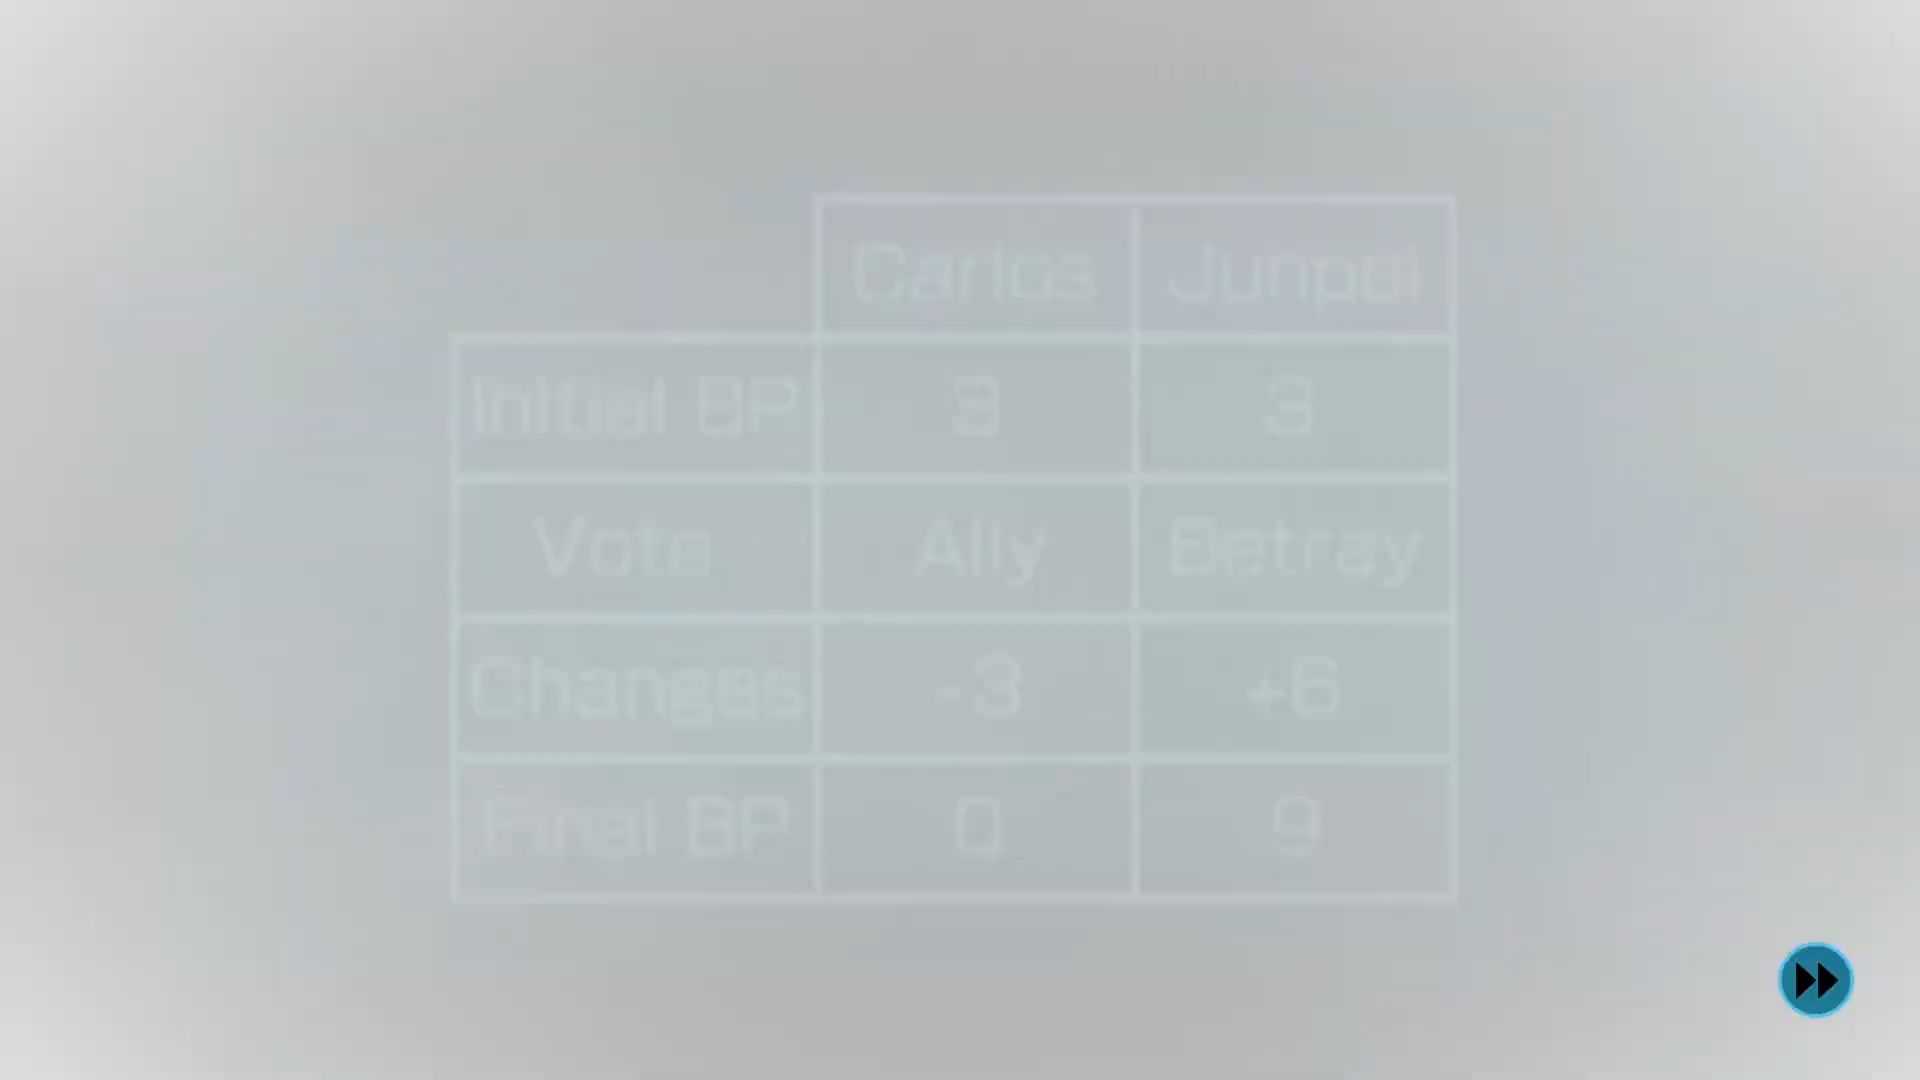 Carlos Junpei
Initial BP 3 3
Vote Ally Betray
Changes -3 +6
Final BP 0 9